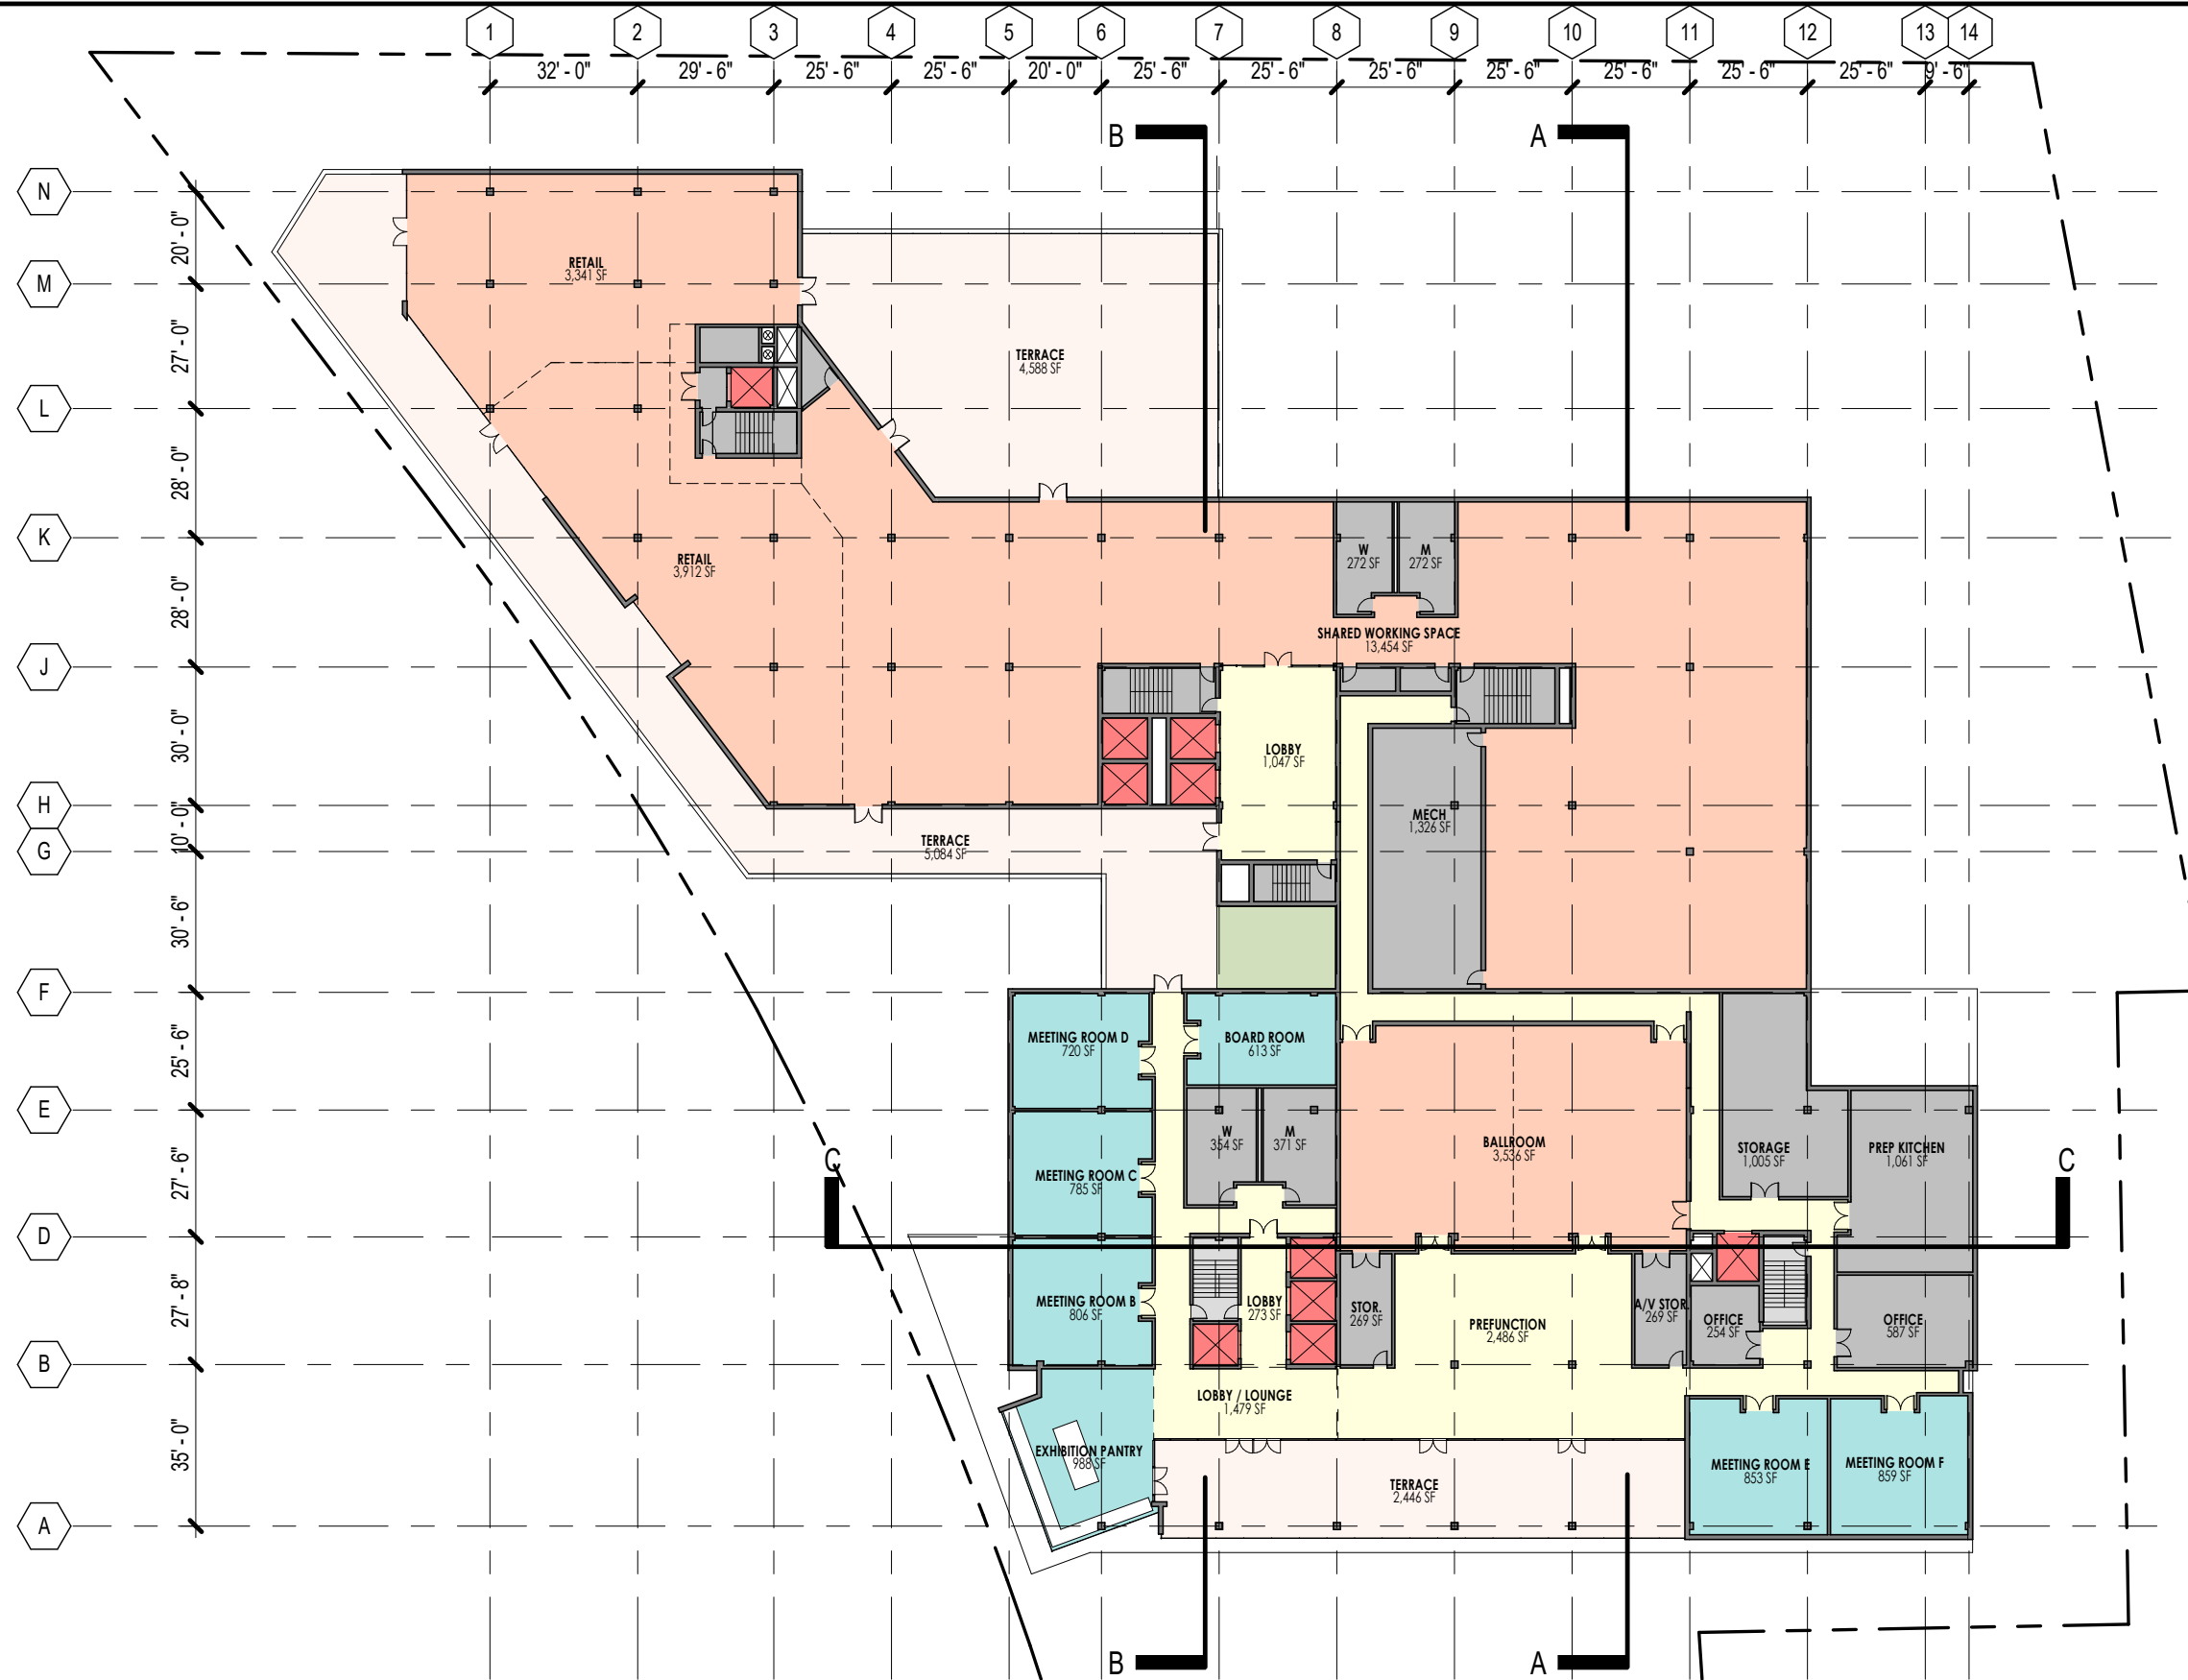 1 2 3 4 5 6 7 8 9 10 11 12 13 14
32' - 0" 29' - 6" 25' - 6" 25' - 6" 20' - 0" 25' - 6" 25' - 6" 25' - 6" 25' - 6" 25' - 6" 25' - 6" 25' - 6" 9' - 6"
B A
N
20' - 0"
M
27' - 0"
L
28' - 0"
K
28' - 0"
J
30' - 0"
H
10' - 0"
G
30' - 6"
F
25' - 6"
E
27' - 6"
D
27' - 8"
B
35' - 0"
A
RETAIL
3,341 SF
TERRACE
4,588 SF
RETAIL
3,912 SF
W
272 SF
M
272 SF
SHARED WORKING SPACE
13,454 SF
LOBBY
1,047 SF
MECH
1,326 SF
TERRACE
5,084 SF
MEETING ROOM D
720 SF
BOARD ROOM
613 SF
W
354 SF
M
371 SF
BALLROOM
3,536 SF
STORAGE
1,005 SF
PREP KITCHEN
1,061 SF
C C
MEETING ROOM C
785 SF
MEETING ROOM B
806 SF
LOBBY
273 SF
STOR.
269 SF
PREFUNCTION
2,486 SF
A/V STOR.
269 SF
OFFICE
254 SF
OFFICE
587 SF
LOBBY / LOUNGE
1,479 SF
EXHIBITION PANTRY
988 SF
TERRACE
2,446 SF
MEETING ROOM E
853 SF
MEETING ROOM F
859 SF
B A